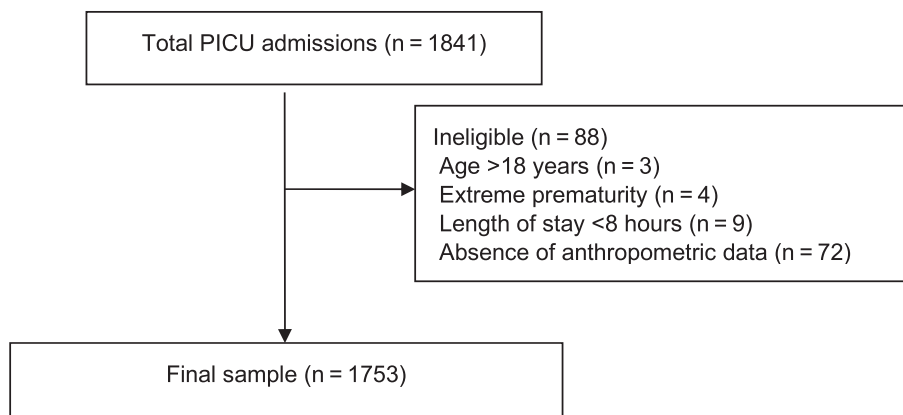 Total PICU admissions (n = 1841)
Ineligible (n = 88)
Age >18 years (n = 3)
Extreme prematurity (n = 4)
Length of stay <8 hours (n = 9)
Absence of anthropometric data (n = 72)
Final sample (n = 1753)